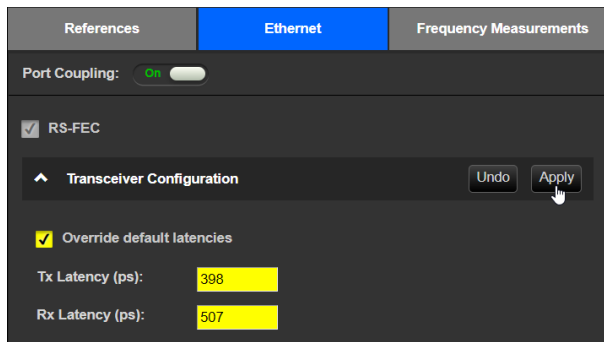 References Ethernet Frequency Measurements
Port Coupling: On
RS-FEC
Transceiver Configuration Undo Apply
Override default latencies
Tx Latency (ps): 398
Rx Latency (ps): 507